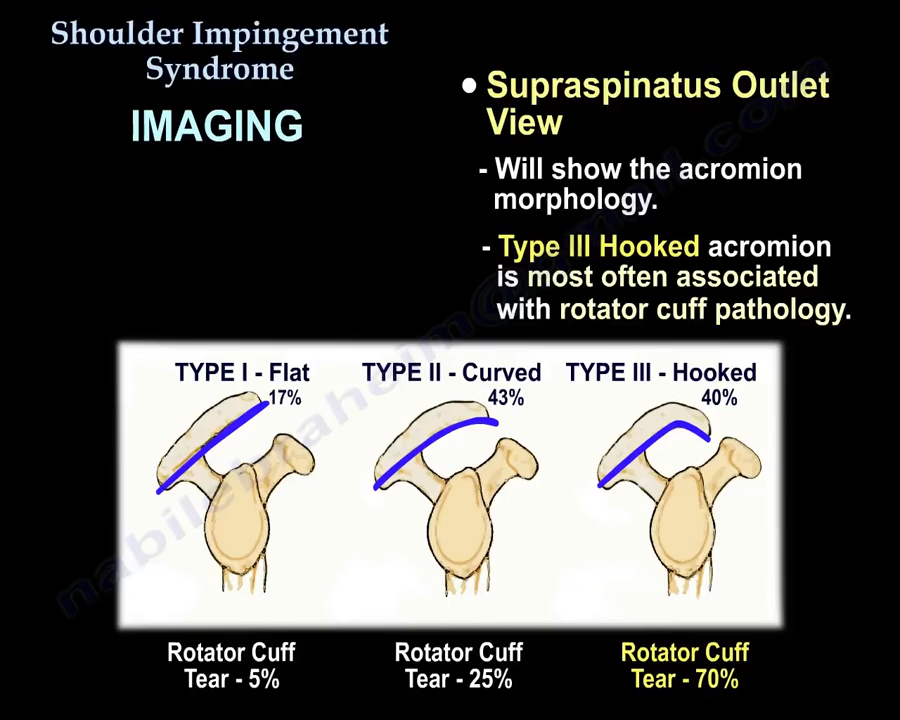 Shoulder Impingement
Syndrome
IMAGING
• Supraspinatus Outlet
View
- Will show the acromion
morphology.
- Type III Hooked acromion
is most often associated
with rotator cuff pathology.
TYPE I - Flat
17%
TYPE II - Curved
43%
TYPE III - Hooked
40%
Rotator Cuff
Tear - 5%
Rotator Cuff
Tear - 25%
Rotator Cuff
Tear - 70%